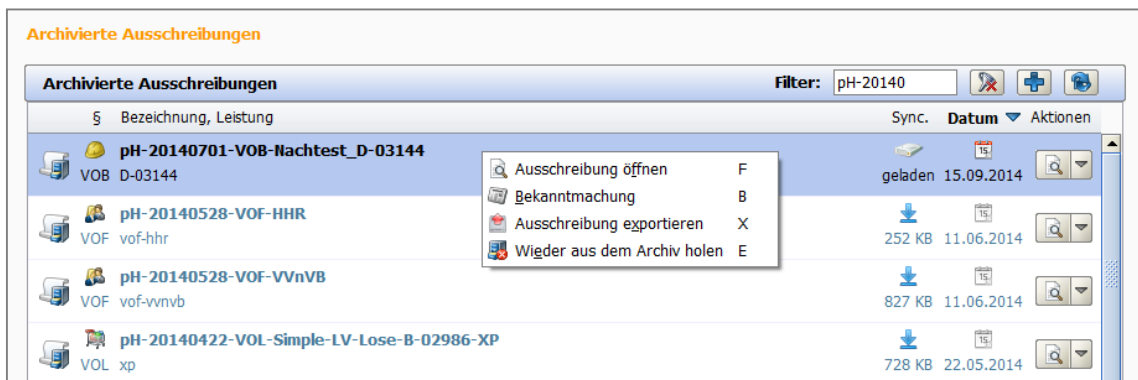 Archivierte Ausschreibungen
Archivierte Ausschreibungen Filter: pH-20140
§ Bezeichnung, Leistung Sync. Datum Aktionen
pH-20140701-VOB-Nachtest_D-03144
VOB D-03144 geladen 15.09.2014
Ausschreibung öffnen F
Bekanntmachung B
Ausschreibung exportieren X
Wieder aus dem Archiv holen E
pH-20140528-VOF-HHR
VOF vof-hhr 252 KB 11.06.2014
pH-20140528-VOF-VVnVB
VOF vof-vvnvb 827 KB 11.06.2014
pH-20140422-VOL-Simple-LV-Lose-B-02986-XP
VOL xp 728 KB 22.05.2014